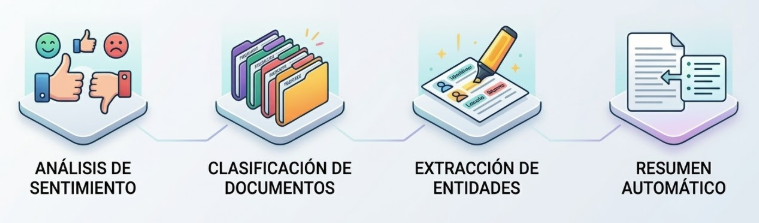 ANÁLISIS DE
SENTIMIENTO
CLASIFICACIÓN DE
DOCUMENTOS
EXTRACCIÓN DE
ENTIDADES
RESUMEN
AUTOMÁTICO